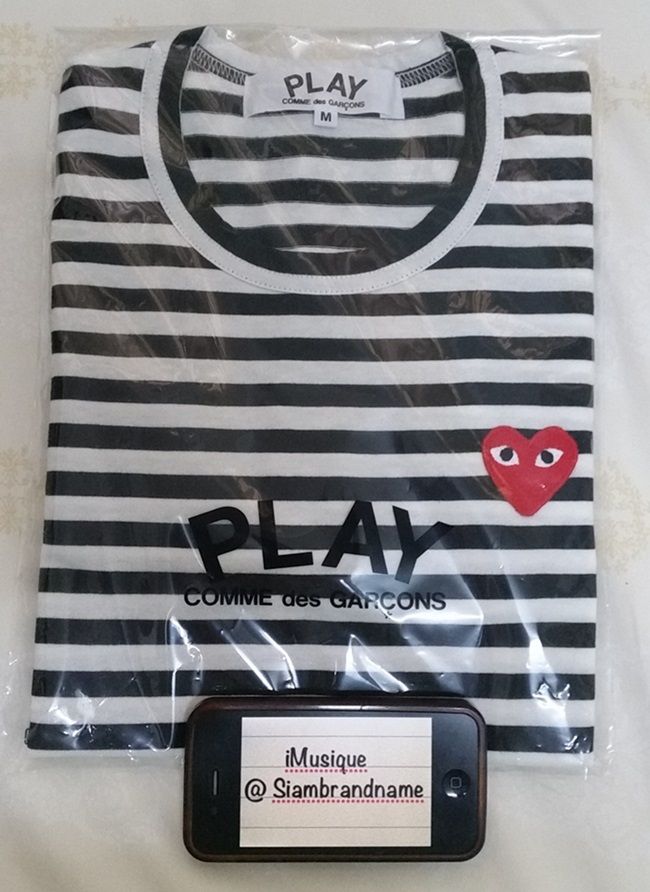 PLAY
COMME des GARÇONS
M
PLAY
COMME des GARÇONS
iMusique
@ Siambrandname